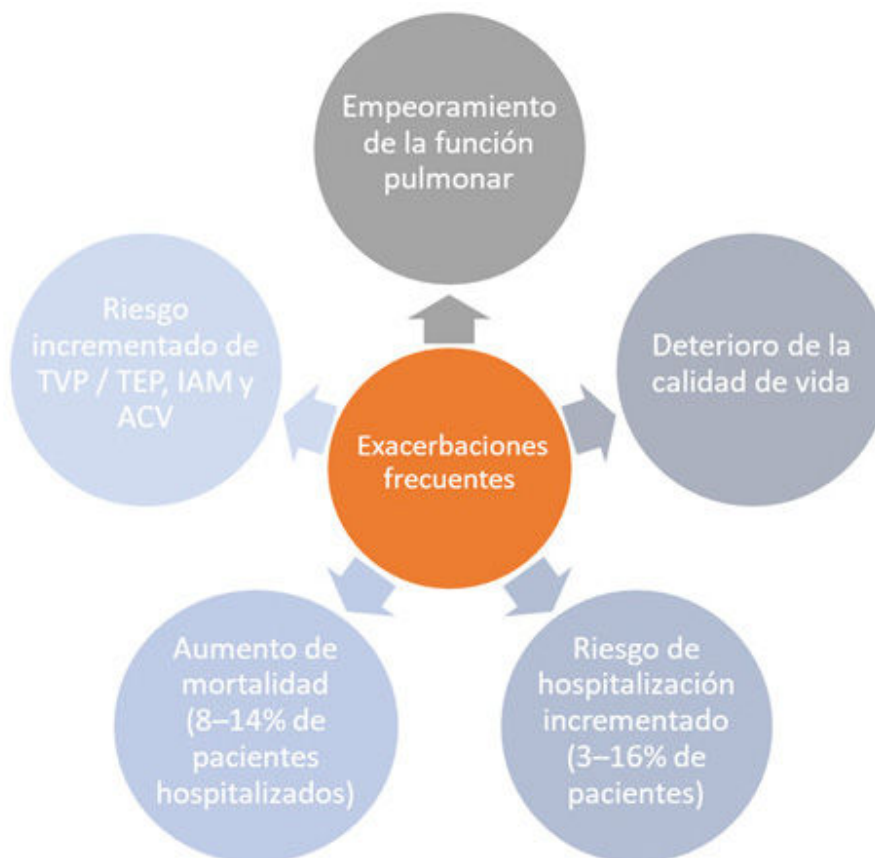 Empeoramiento
de la función
pulmonar
Riesgo
incrementado de
TVP / TEP, IAM y
ACV
Deterioro de la
calidad de vida
Exacerbaciones
frecuentes
Aumento de
mortalidad
(8–14% de
pacientes
hospitalizados)
Riesgo de
hospitalización
incrementado
(3–16% de
pacientes)